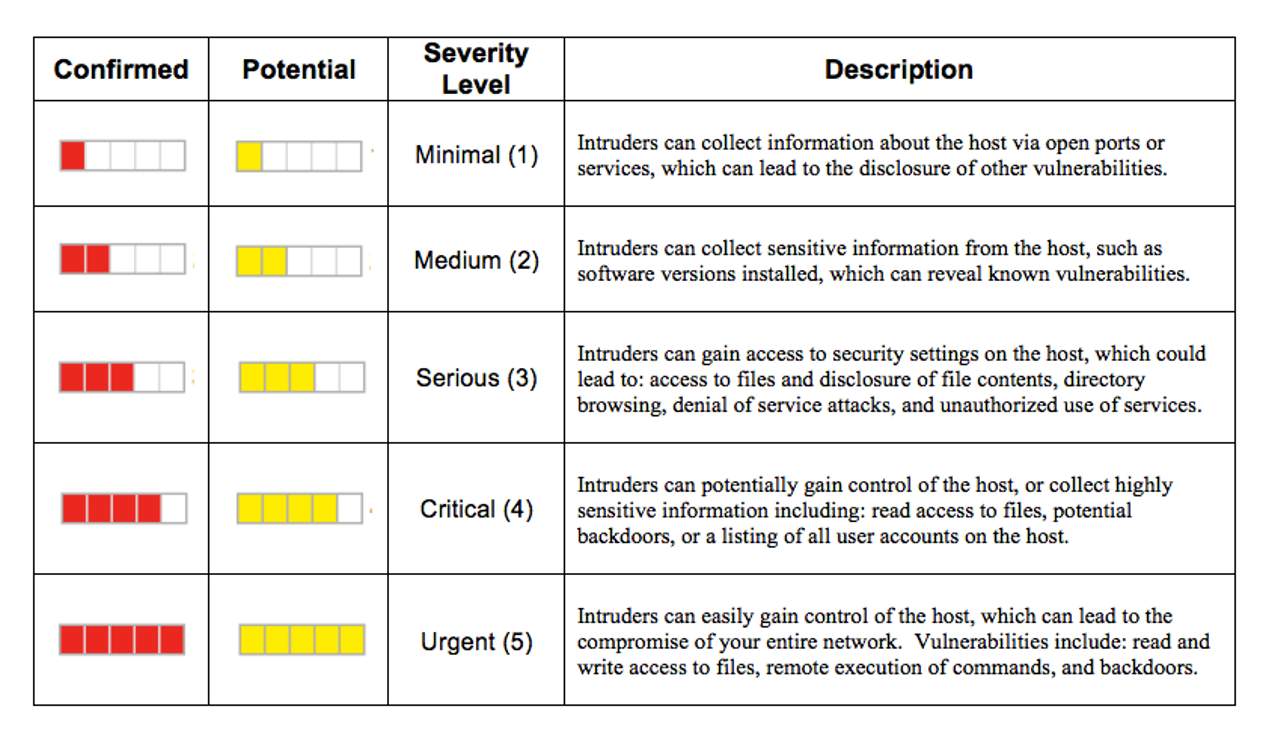 Confirmed
Potential
Severity
Level
Description
Minimal (1)
Intruders can collect information about the host via open ports or
services, which can lead to the disclosure of other vulnerabilities.
Medium (2)
Intruders can collect sensitive information from the host, such as
software versions installed, which can reveal known vulnerabilities.
Serious (3)
Intruders can gain access to security settings on the host, which could
lead to: access to files and disclosure of file contents, directory
browsing, denial of service attacks, and unauthorized use of services.
Critical (4)
Intruders can potentially gain control of the host, or collect highly
sensitive information including: read access to files, potential
backdoors, or a listing of all user accounts on the host.
Urgent (5)
Intruders can easily gain control of the host, which can lead to the
compromise of your entire network.  Vulnerabilities include: read and
write access to files, remote execution of commands, and backdoors.